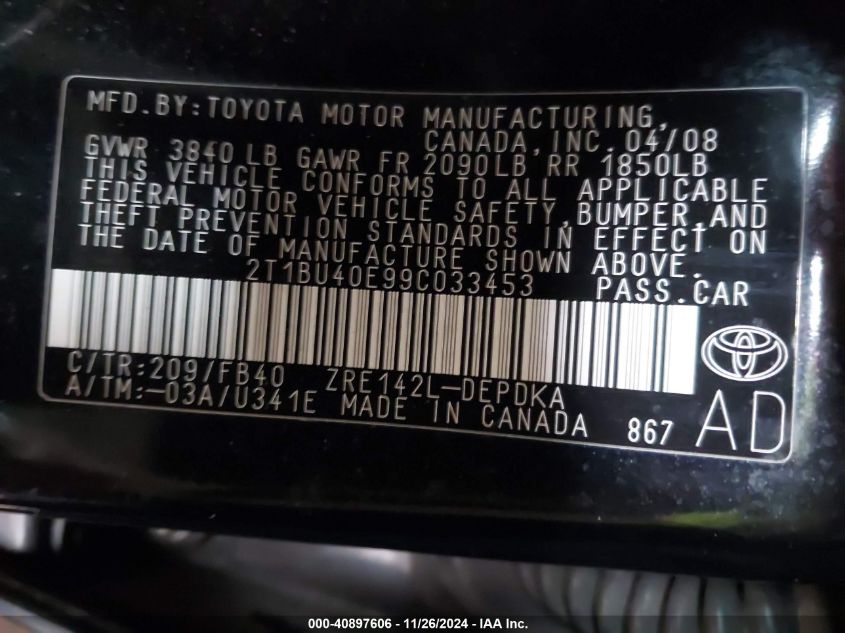 MFD.BY:TOYOTA MOTOR MANUFACTURING,
CANADA,INC. 04/08
GVWR 3840 LB GAWR FR 2090LB RR 1850LB
THIS VEHICLE CONFORMS TO ALL APPLICABLE
FEDERAL MOTOR VEHICLE SAFETY,BUMPER,AND
THEFT PREVENTION STANDARDS IN EFFECT ON
THE DATE OF MANUFACTURE SHOWN ABOVE.
2T1BU40E99C033453 PASS.CAR
C/TR:209/FB40 ZRE142L-DEPDKA
A/TM:-03A/U341E MADE IN CANADA 867 AD
000-40897606 - 11/26/2024 - IAA Inc.